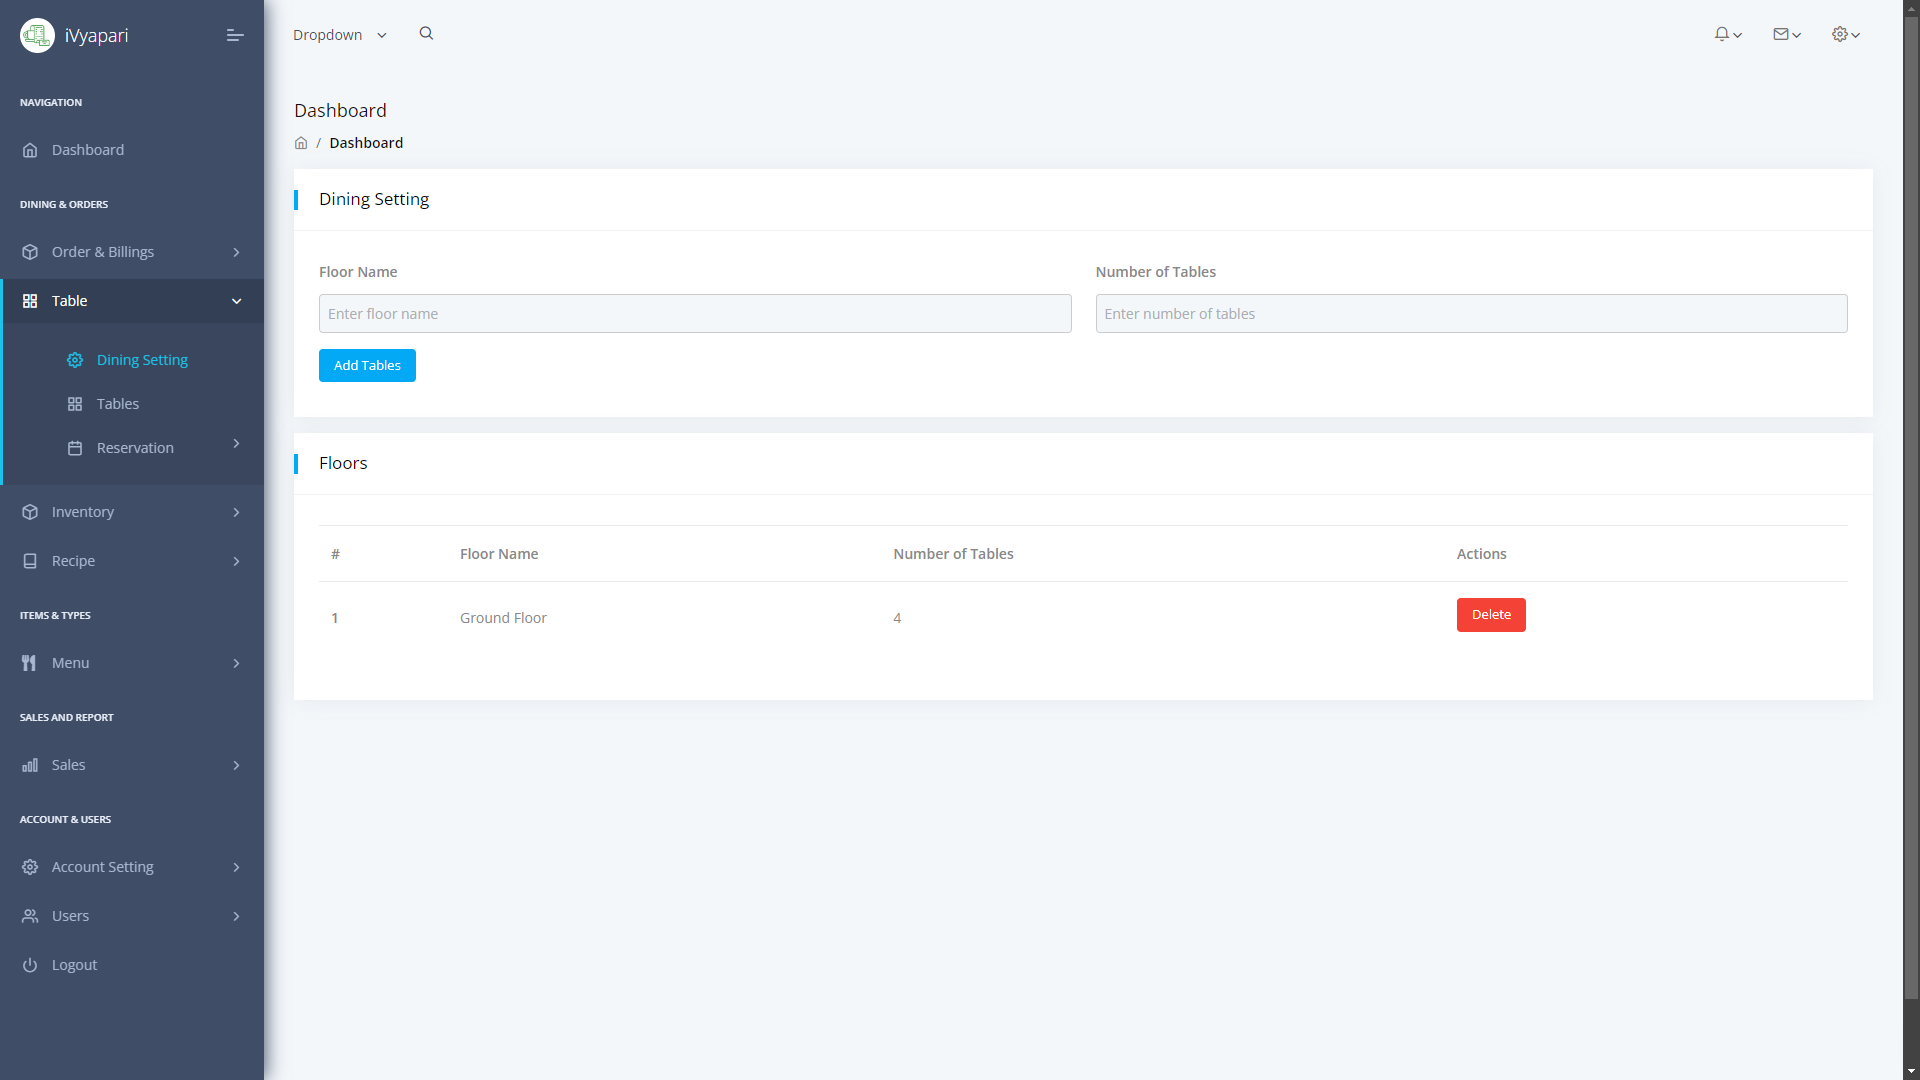 iVyapari
NAVIGATION
Dashboard
DINING & ORDERS
Order & Billings
Table
Dining Setting
Tables
Reservation
Inventory
Recipe
ITEMS & TYPES
Menu
SALES AND REPORT
Sales
ACCOUNT & USERS
Account Setting
Users
Logout
Dropdown
Dashboard
/ Dashboard
Dining Setting
Floor Name Number of Tables
Enter floor name Enter number of tables
Add Tables
Floors
# Floor Name Number of Tables Actions
1 Ground Floor 4 Delete